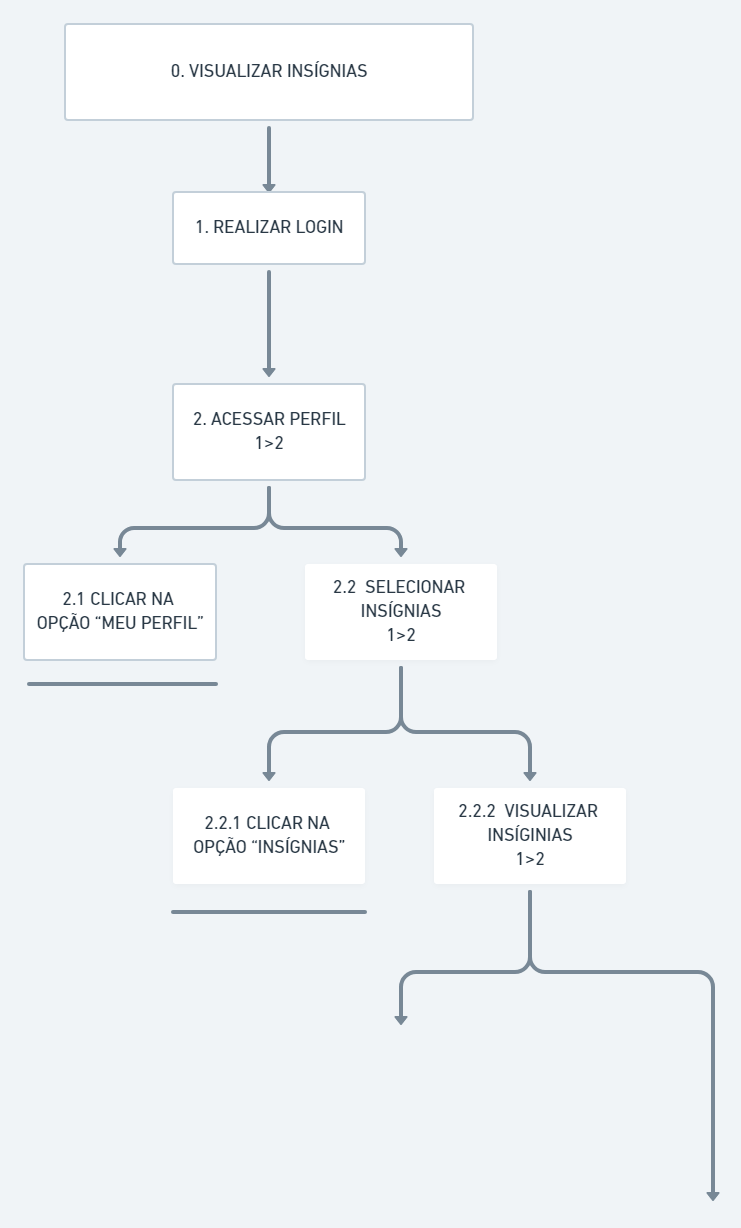 0. VISUALIZAR INSÍGNIAS
1. REALIZAR LOGIN
2. ACESSAR PERFIL
1>2
2.1 CLICAR NA
OPÇÃO “MEU PERFIL”
2.2 SELECIONAR
INSÍGNIAS
1>2
2.2.1 CLICAR NA
OPÇÃO “INSÍGNIAS”
2.2.2 VISUALIZAR
INSÍGINIAS
1>2